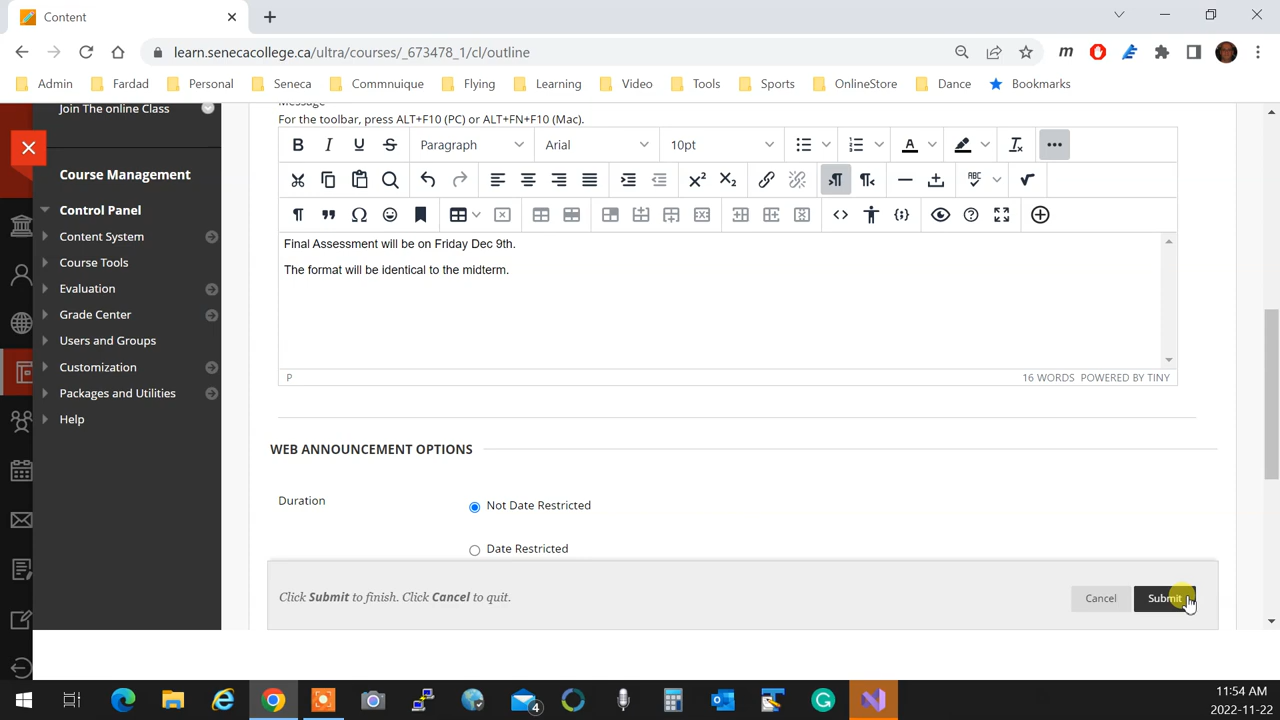 Content
learn.senecacollege.ca/ultra/courses/_673478_1/cl/outline
m
Admin Fardad Personal Seneca Commnuique Flying Learning Video Tools Sports OnlineStore Dance Bookmarks
Join The online Class
Course Management
Control Panel
Content System
Course Tools
Evaluation
Grade Center
Users and Groups
Customization
Packages and Utilities
Help
Message
For the toolbar, press ALT+F10 (PC) or ALT+FN+F10 (Mac).
B I U S Paragraph Arial 10pt
Final Assessment will be on Friday Dec 9th.
The format will be identical to the midterm.
P 16 WORDS POWERED BY TINY
WEB ANNOUNCEMENT OPTIONS
Duration
Not Date Restricted
Date Restricted
Click Submit to finish. Click Cancel to quit.
Cancel Submit
4
11:54 AM
2022-11-22